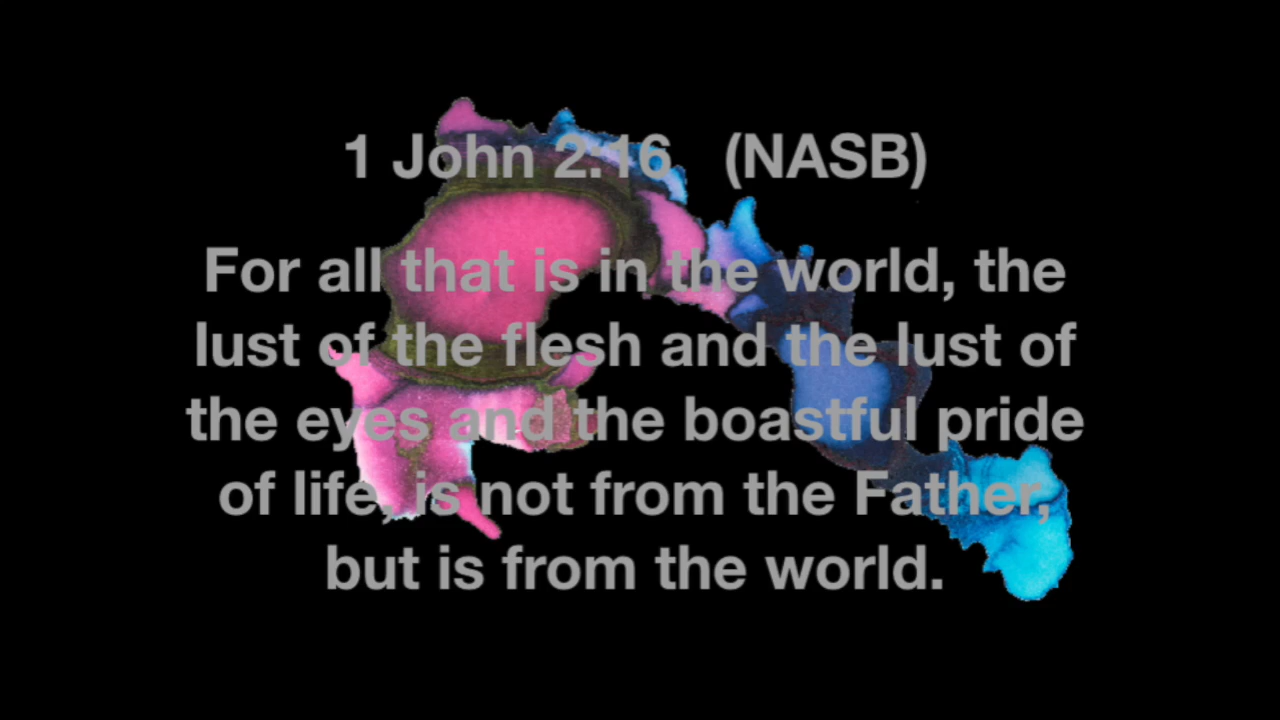 1 John 2:16 (NASB)
For all that is in the world, the
lust of the flesh and the lust of
the eyes and the boastful pride
of life, is not from the Father,
but is from the world.